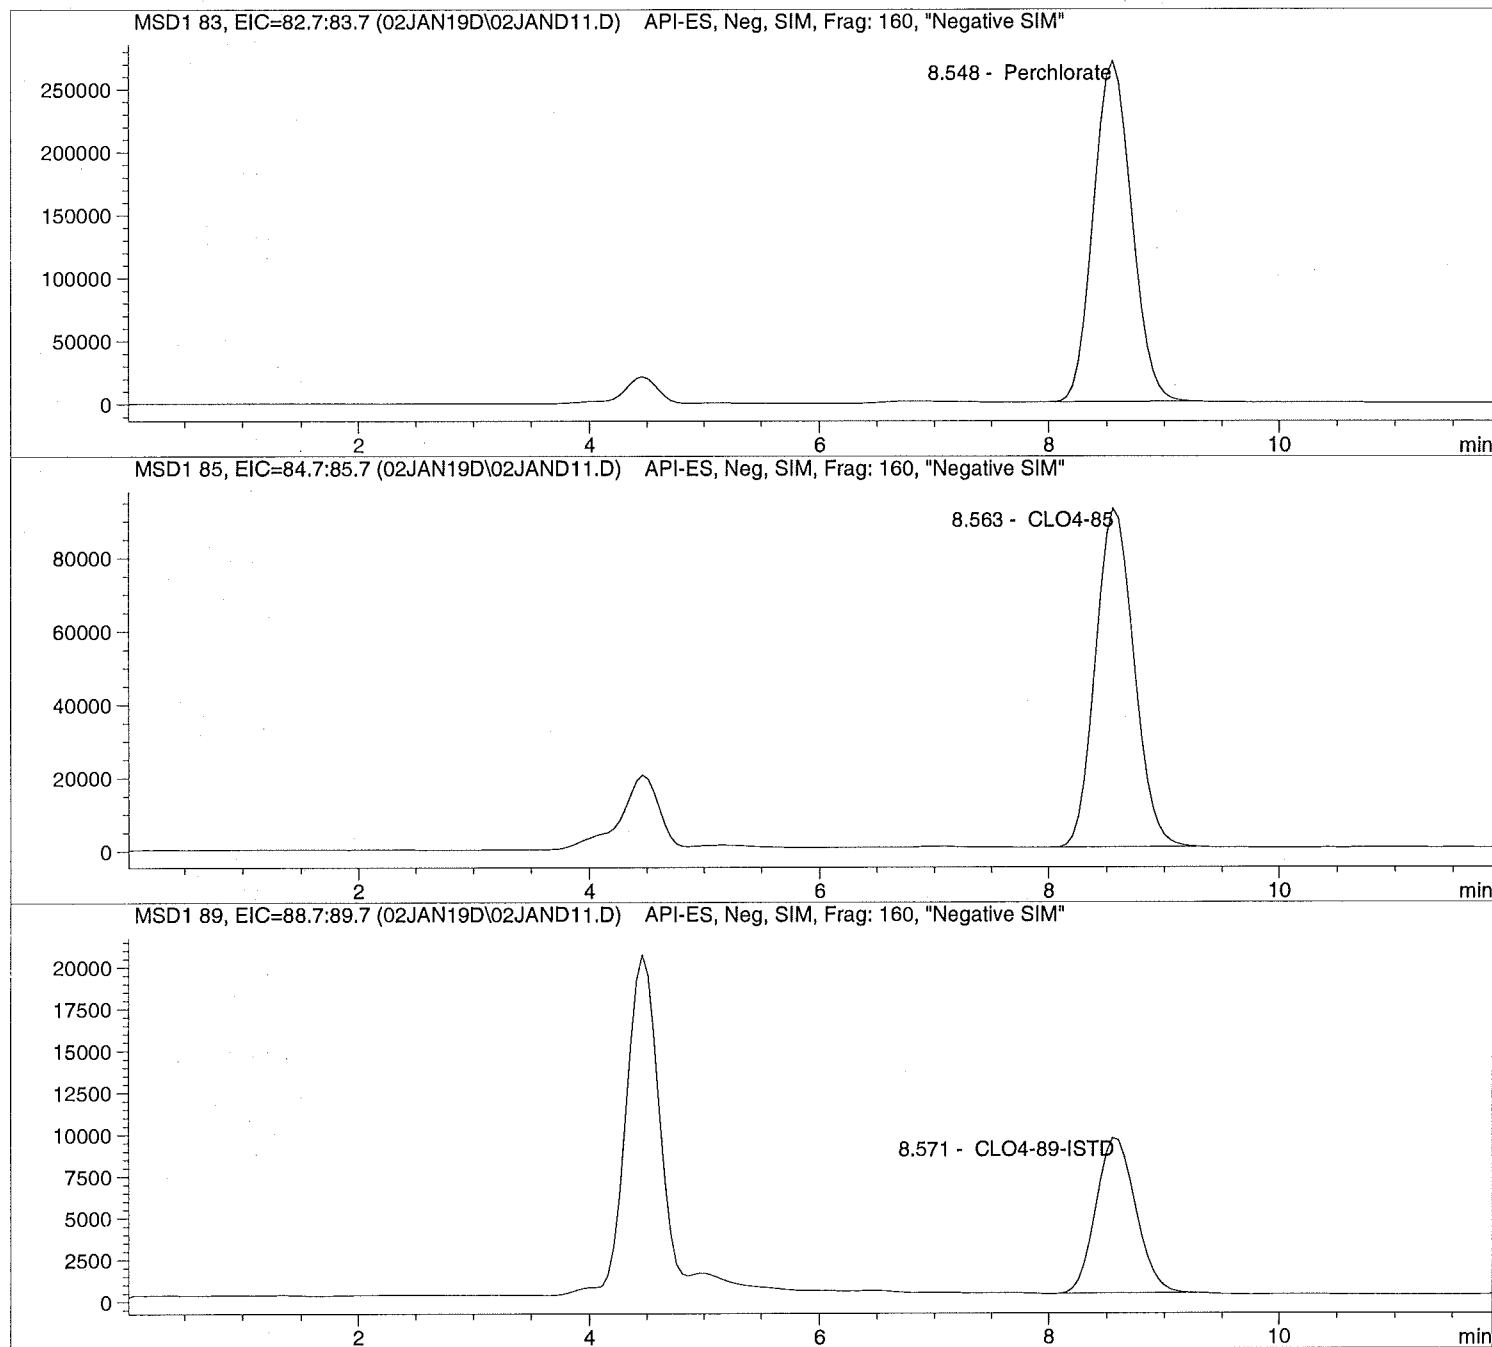 MSD1 83, EIC=82.7:83.7 (02JAN19D\02JAND11.D) API-ES, Neg, SIM, Frag: 160, "Negative SIM"
8.548 - Perchlorate
250000
200000
150000
100000
50000
0
2 4 6 8 10 min
MSD1 85, EIC=84.7:85.7 (02JAN19D\02JAND11.D) API-ES, Neg, SIM, Frag: 160, "Negative SIM"
8.563 - CLO4-85
80000
60000
40000
20000
0
2 4 6 8 10 min
MSD1 89, EIC=88.7:89.7 (02JAN19D\02JAND11.D) API-ES, Neg, SIM, Frag: 160, "Negative SIM"
20000
17500
15000
12500
10000
8.571 - CLO4-89-ISTD
7500
5000
2500
0
2 4 6 8 10 min